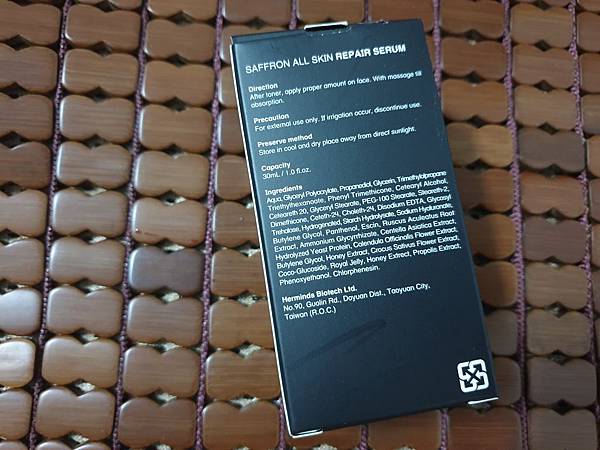 SAFFRON ALL SKIN REPAIR SERUM
Direction
After toner, apply proper amount on face. With massage till
absorption.
Precaution
For external use only. If irrigation occur, discontinue use.
Preserve method
Store in cool and dry place away from direct sunlight.
Capacity
30mL / 1.0 fl.oz.
Ingredients
Aqua, Glyceryl Polyacrylate, Propanediol, Glycerin, Trimethylolpropane
Triethylhexanoate, Phenyl Trimethicone, Cetearyl Alcohol,
Ceteareth 20, Glyceryl Stearate, PEG-100 Stearate, Steareth-2,
Dimethicone, Ceteth-24, Choleth-24, Disodium EDTA, Glycasyl
Trehalose, Hydrogenated, Starch Hydrolysate, Sodium Hyaluronate,
Butylene Glycol, Panthenol, Escin, Ruscus Aculeatus Root
Extract, Ammonium Glycyrrhizate, Centella Asiatica Extract,
Hydrolyzed Yeast Protein, Calendula Officinalis Flower Extract,
Butylene Glycol, Honey Extract, Crocus Sativus Flower Extract,
Coco-Glucoside, Royal Jelly, Honey Extract, Propolis Extract,
Phenoxyethanol, Chlorphenesin.
Herminds Biotech Ltd.
No.90, Guolin Rd., Dayuan Dist., Taoyuan City,
Taiwan (R.O.C.)